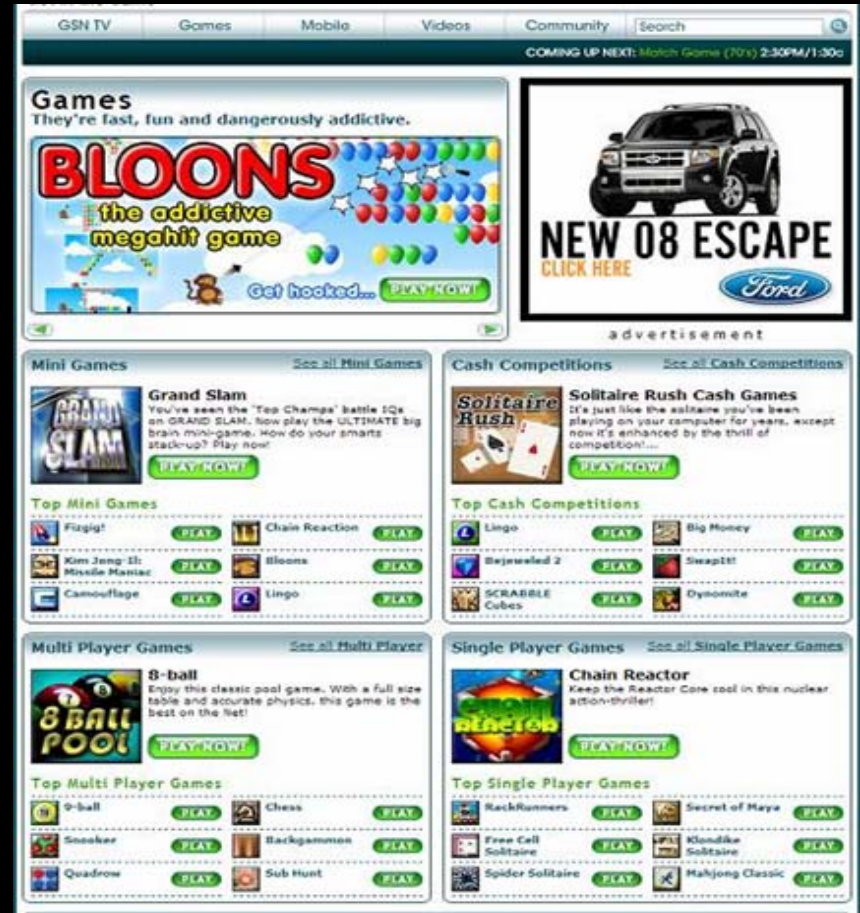 GSN TV Games Mobile Videos Community Search
COMING UP NEXT: Match Game (70's) 2:30PM/1:30c
Games
They're fast, fun and dangerously addictive.
BLOONS
the addictive
megahit game
Get hooked... PLAY NOW!
NEW 08 ESCAPE
CLICK HERE
Ford
advertisement
Mini Games See all Mini Games
GRAND SLAM
Grand Slam
You've seen the 'Top Champs' battle IQs
on GRAND SLAM. Now play the ULTIMATE big
brain mini-game. How do your smarts
stack-up? Play now!
PLAY NOW!
Top Mini Games
Fizgig! PLAY Chain Reaction PLAY
Kim Jong-Il:
Missile Maniac PLAY Bloons PLAY
Camouflage PLAY Lingo PLAY
Cash Competitions See all Cash Competitions
Solitaire
Rush
Solitaire Rush Cash Games
It's just like the solitaire you've been
playing on your computer for years, except
now it's enhanced by the thrill of
competition!...
PLAY NOW!
Top Cash Competitions
Lingo PLAY Big Money PLAY
Bejeweled 2 PLAY SwapIt! PLAY
SCRABBLE
Cubes PLAY Dynomite PLAY
Multi Player Games See all Multi Player
8 BALL
POOL
8-ball
Enjoy this classic pool game. With a full size
table and accurate physics, this game is the
best on the Net!
PLAY NOW!
Top Multi Player Games
9-ball PLAY Chess PLAY
Snooker PLAY Backgammon PLAY
Quadrow PLAY Sub Hunt PLAY
Single Player Games See all Single Player Games
CHAIN
REACTOR
Chain Reactor
Keep the Reactor Core cool in this nuclear
action-thriller!
PLAY NOW!
Top Single Player Games
RackRunners PLAY Secret of Maya PLAY
Free Cell
Solitaire PLAY Klondike
Solitaire PLAY
Spider Solitaire PLAY Mahjong Classic PLAY